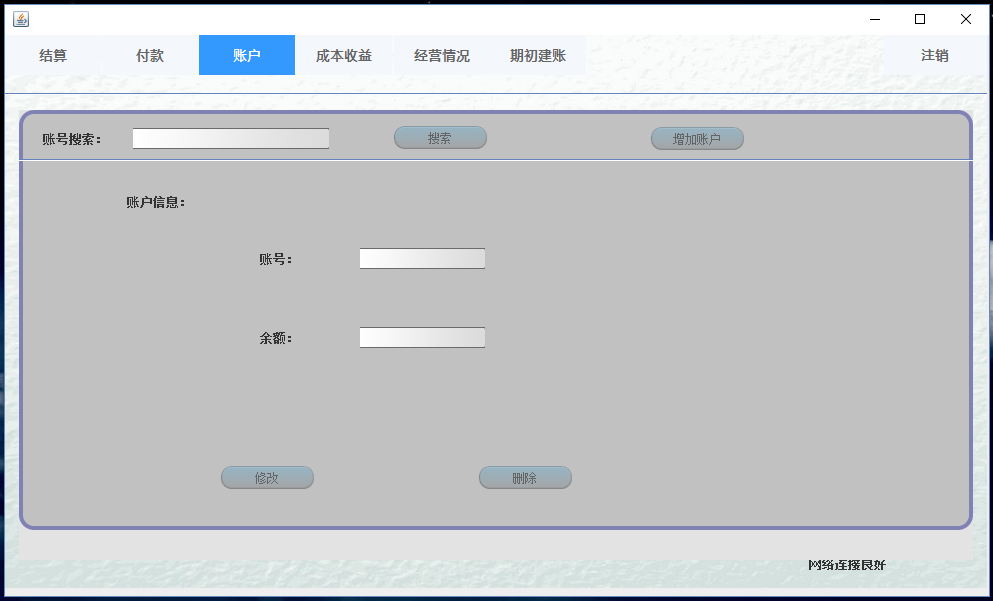 结算 付款 账户 成本收益 经营情况 期初建账 注销
账号搜索： 搜索 增加账户
账户信息：
账号：
余额：
修改 删除
网络连接良好